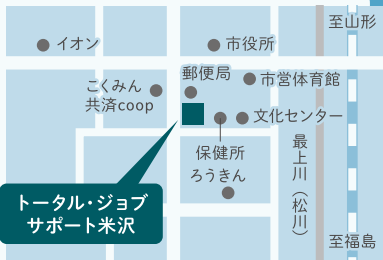 至山形
イオン
市役所
郵便局
市営体育館
こくみん
共済coop
文化センター
保健所
ろうきん
最上川（松川）
トータル・ジョブ
サポート米沢
至福島